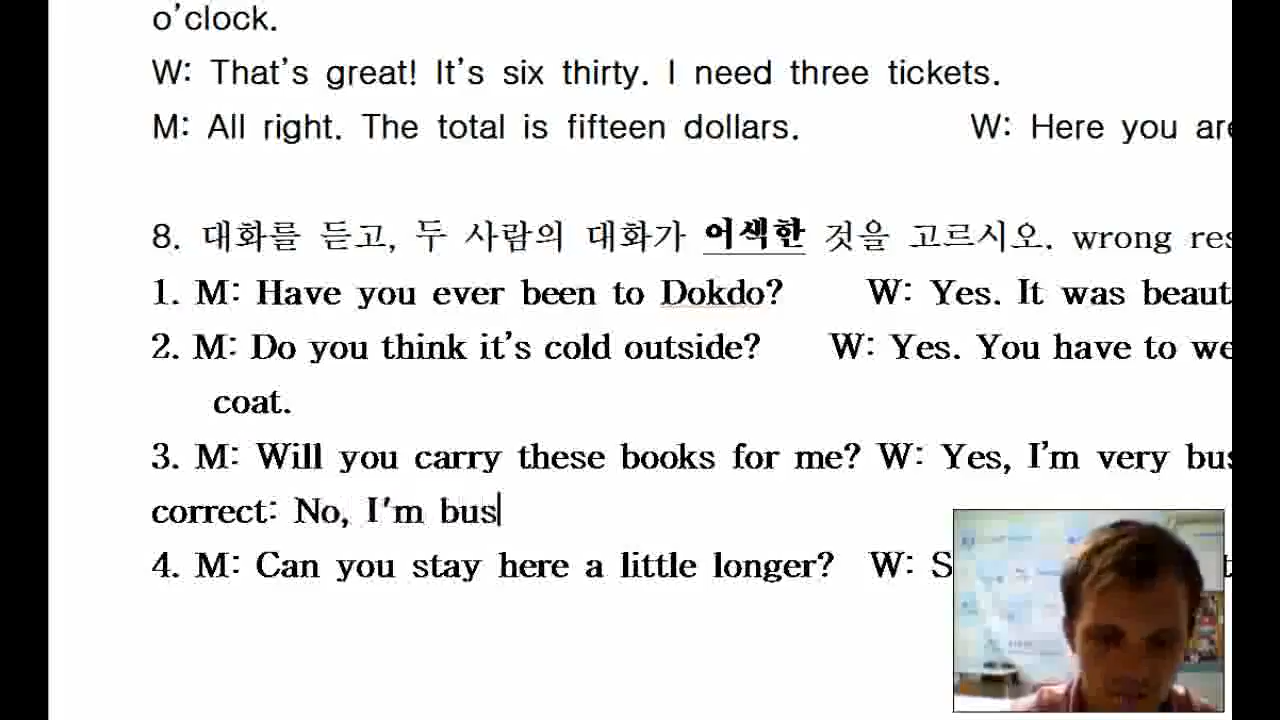 o’clock.
W: That’s great! It’s six thirty. I need three tickets.
M: All right. The total is fifteen dollars. W: Here you are
8. 대화를 듣고, 두 사람의 대화가 어색한 것을 고르시오. wrong res
1. M: Have you ever been to Dokdo? W: Yes. It was beaut
2. M: Do you think it’s cold outside? W: Yes. You have to we
coat.
3. M: Will you carry these books for me? W: Yes, I’m very bus
correct: No, I'm bus
4. M: Can you stay here a little longer? W: S